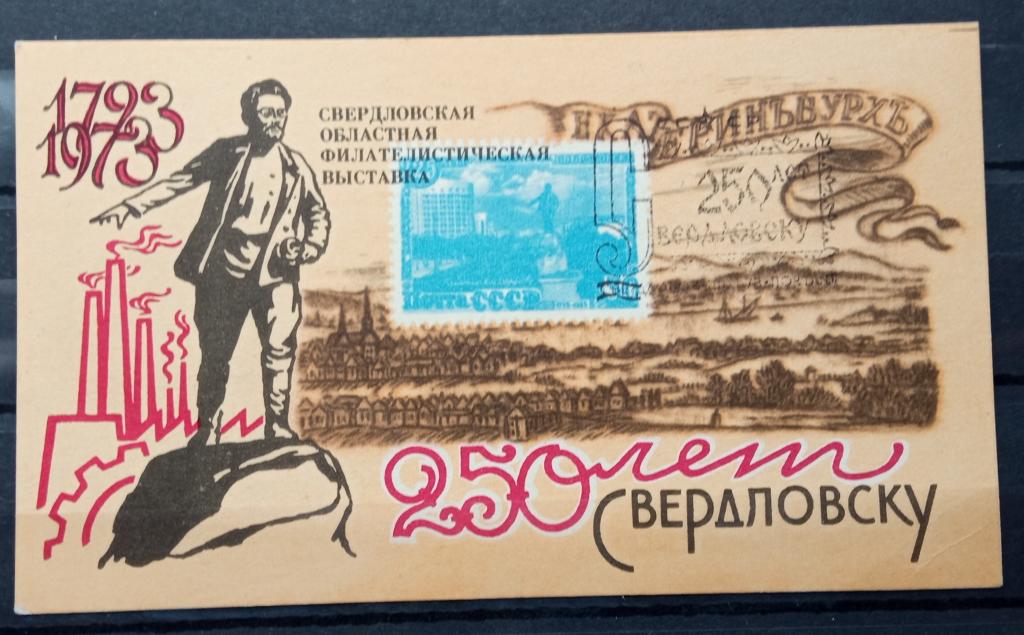 1723
1973
СВЕРДЛОВСКАЯ
ОБЛАСТНАЯ
ФИЛАТЕЛИСТИЧЕСКАЯ
ВЫСТАВКА
ЕКАТЕРИНЪБУРХЪ
250 лет
Свердловску
Почта СССР
250 лет
СВЕРДЛОВСКУ